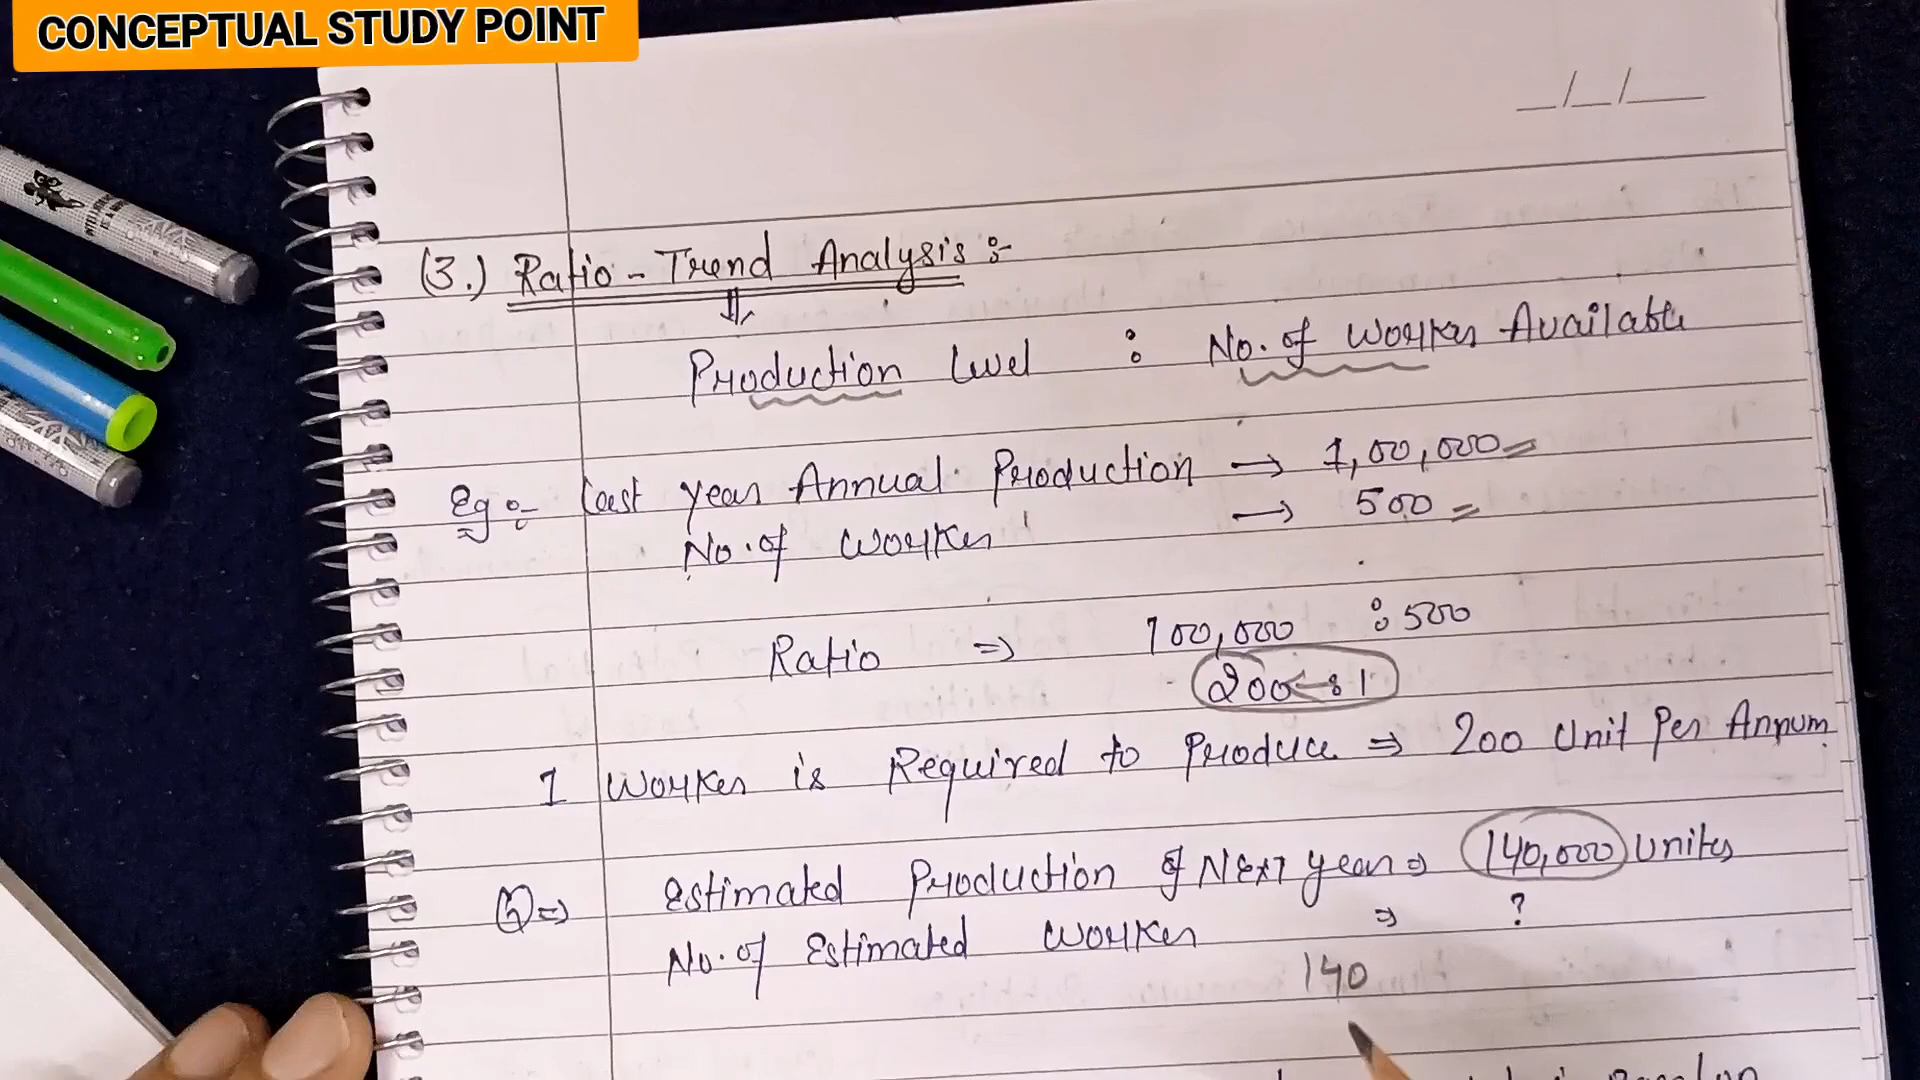 CONCEPTUAL STUDY POINT
_/_/__
(3.) Ratio - Trend Analysis :-
Production level : No. of Worker Available
Eg :- Last year Annual Production → 1,00,000
No. of Worker → 500
Ratio ⇒ 100,000 : 500
200 : 1
1 Worker is Required to Produce ⇒ 200 Unit Per Annum
Q ⇒ Estimated Production of Next year ⇒ 140,000 Units
No. of Estimated Worker ⇒ ?
140